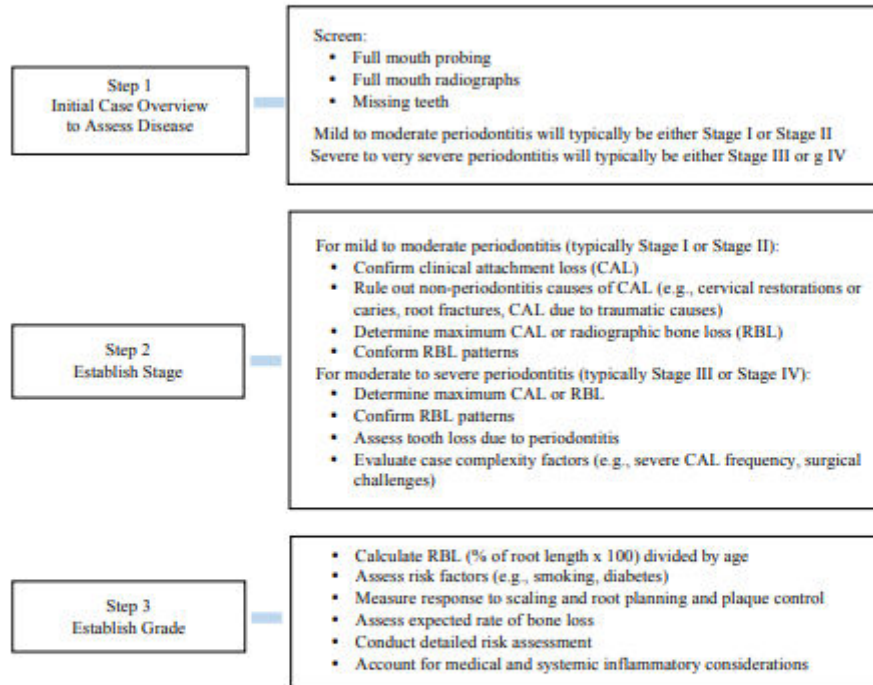 Step 1
Initial Case Overview
to Assess Disease
Screen:
• Full mouth probing
• Full mouth radiographs
• Missing teeth
Mild to moderate periodontitis will typically be either Stage I or Stage II
Severe to very severe periodontitis will typically be either Stage III or g IV
Step 2
Establish Stage
For mild to moderate periodontitis (typically Stage I or Stage II):
• Confirm clinical attachment loss (CAL)
• Rule out non-periodontitis causes of CAL (e.g., cervical restorations or
caries, root fractures, CAL due to traumatic causes)
• Determine maximum CAL or radiographic bone loss (RBL)
• Conform RBL patterns
For moderate to severe periodontitis (typically Stage III or Stage IV):
• Determine maximum CAL or RBL
• Confirm RBL patterns
• Assess tooth loss due to periodontitis
• Evaluate case complexity factors (e.g., severe CAL frequency, surgical
challenges)
Step 3
Establish Grade
• Calculate RBL (% of root length x 100) divided by age
• Assess risk factors (e.g., smoking, diabetes)
• Measure response to scaling and root planning and plaque control
• Assess expected rate of bone loss
• Conduct detailed risk assessment
• Account for medical and systemic inflammatory considerations